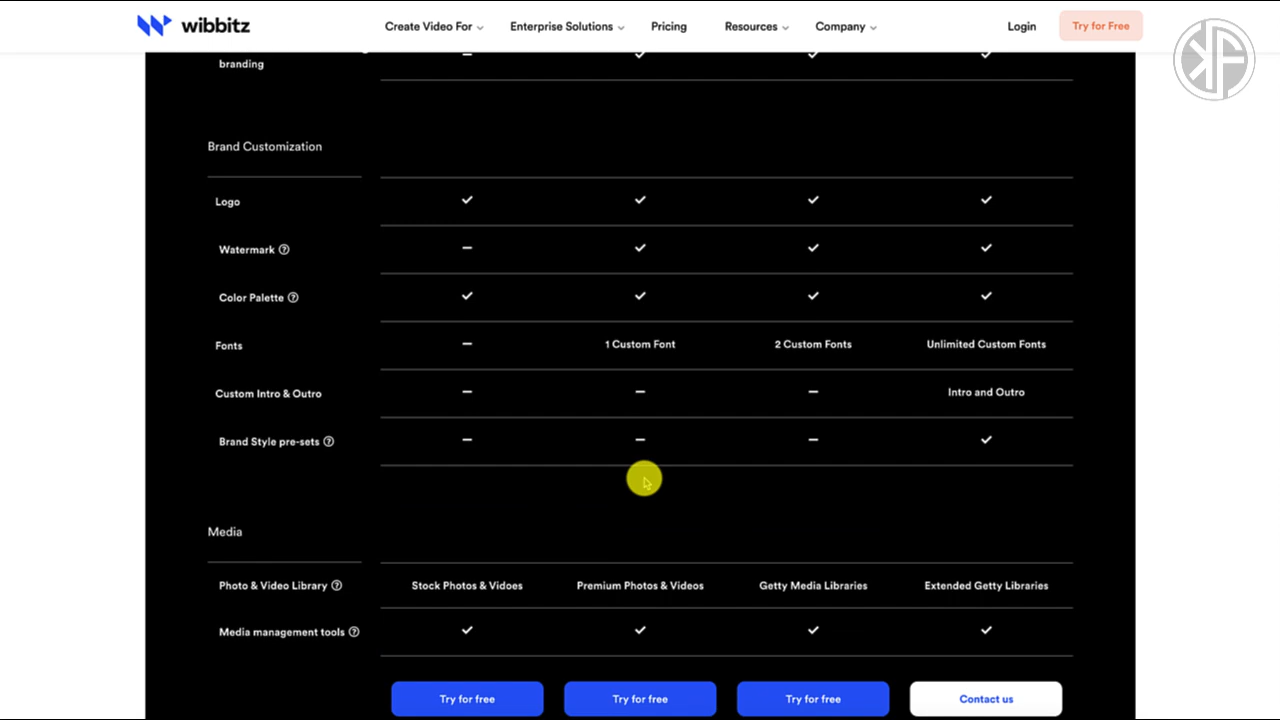 wibbitz Create Video For Enterprise Solutions Pricing Resources Company Login Try for Free
branding
Brand Customization
Logo
Watermark ?
Color Palette ?
Fonts 1 Custom Font 2 Custom Fonts Unlimited Custom Fonts
Custom Intro & Outro Intro and Outro
Brand Style pre-sets ?
Media
Photo & Video Library ? Stock Photos & Vidoes Premium Photos & Videos Getty Media Libraries Extended Getty Libraries
Media management tools ?
Try for free Try for free Try for free Contact us